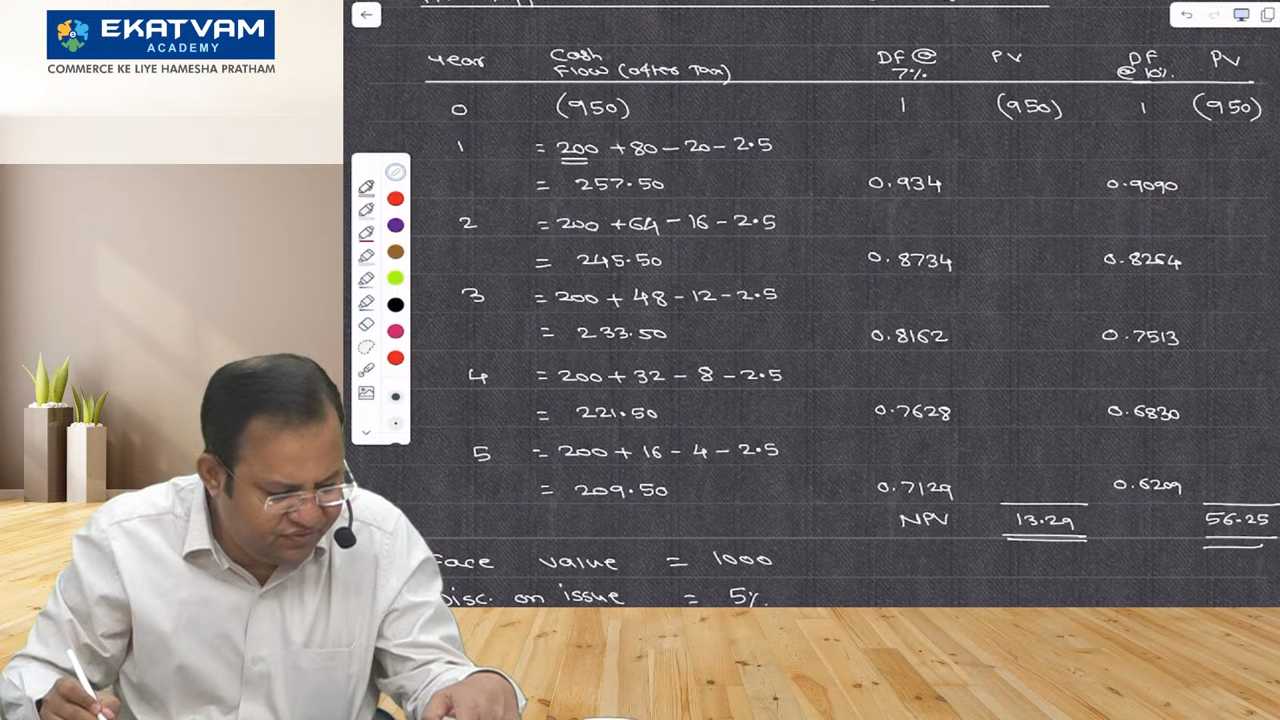 EKATVAM
ACADEMY
COMMERCE KE LIYE HAMESHA PRATHAM
Year Cash Flow (after Tax) DF @ 7% PV DF @ 10% PV
0 (950) 1 (950) 1 (950)
1 = 200 + 80 - 20 - 2.5
= 257.50 0.934 0.9090
2 = 200 + 64 - 16 - 2.5
= 245.50 0.8734 0.8264
3 = 200 + 48 - 12 - 2.5
= 233.50 0.8162 0.7513
4 = 200 + 32 - 8 - 2.5
= 221.50 0.7628 0.6830
5 = 200 + 16 - 4 - 2.5
= 209.50 0.7129 0.6209
NPV 13.29 56.25
Face value = 1000
Disc. on issue = 5%.